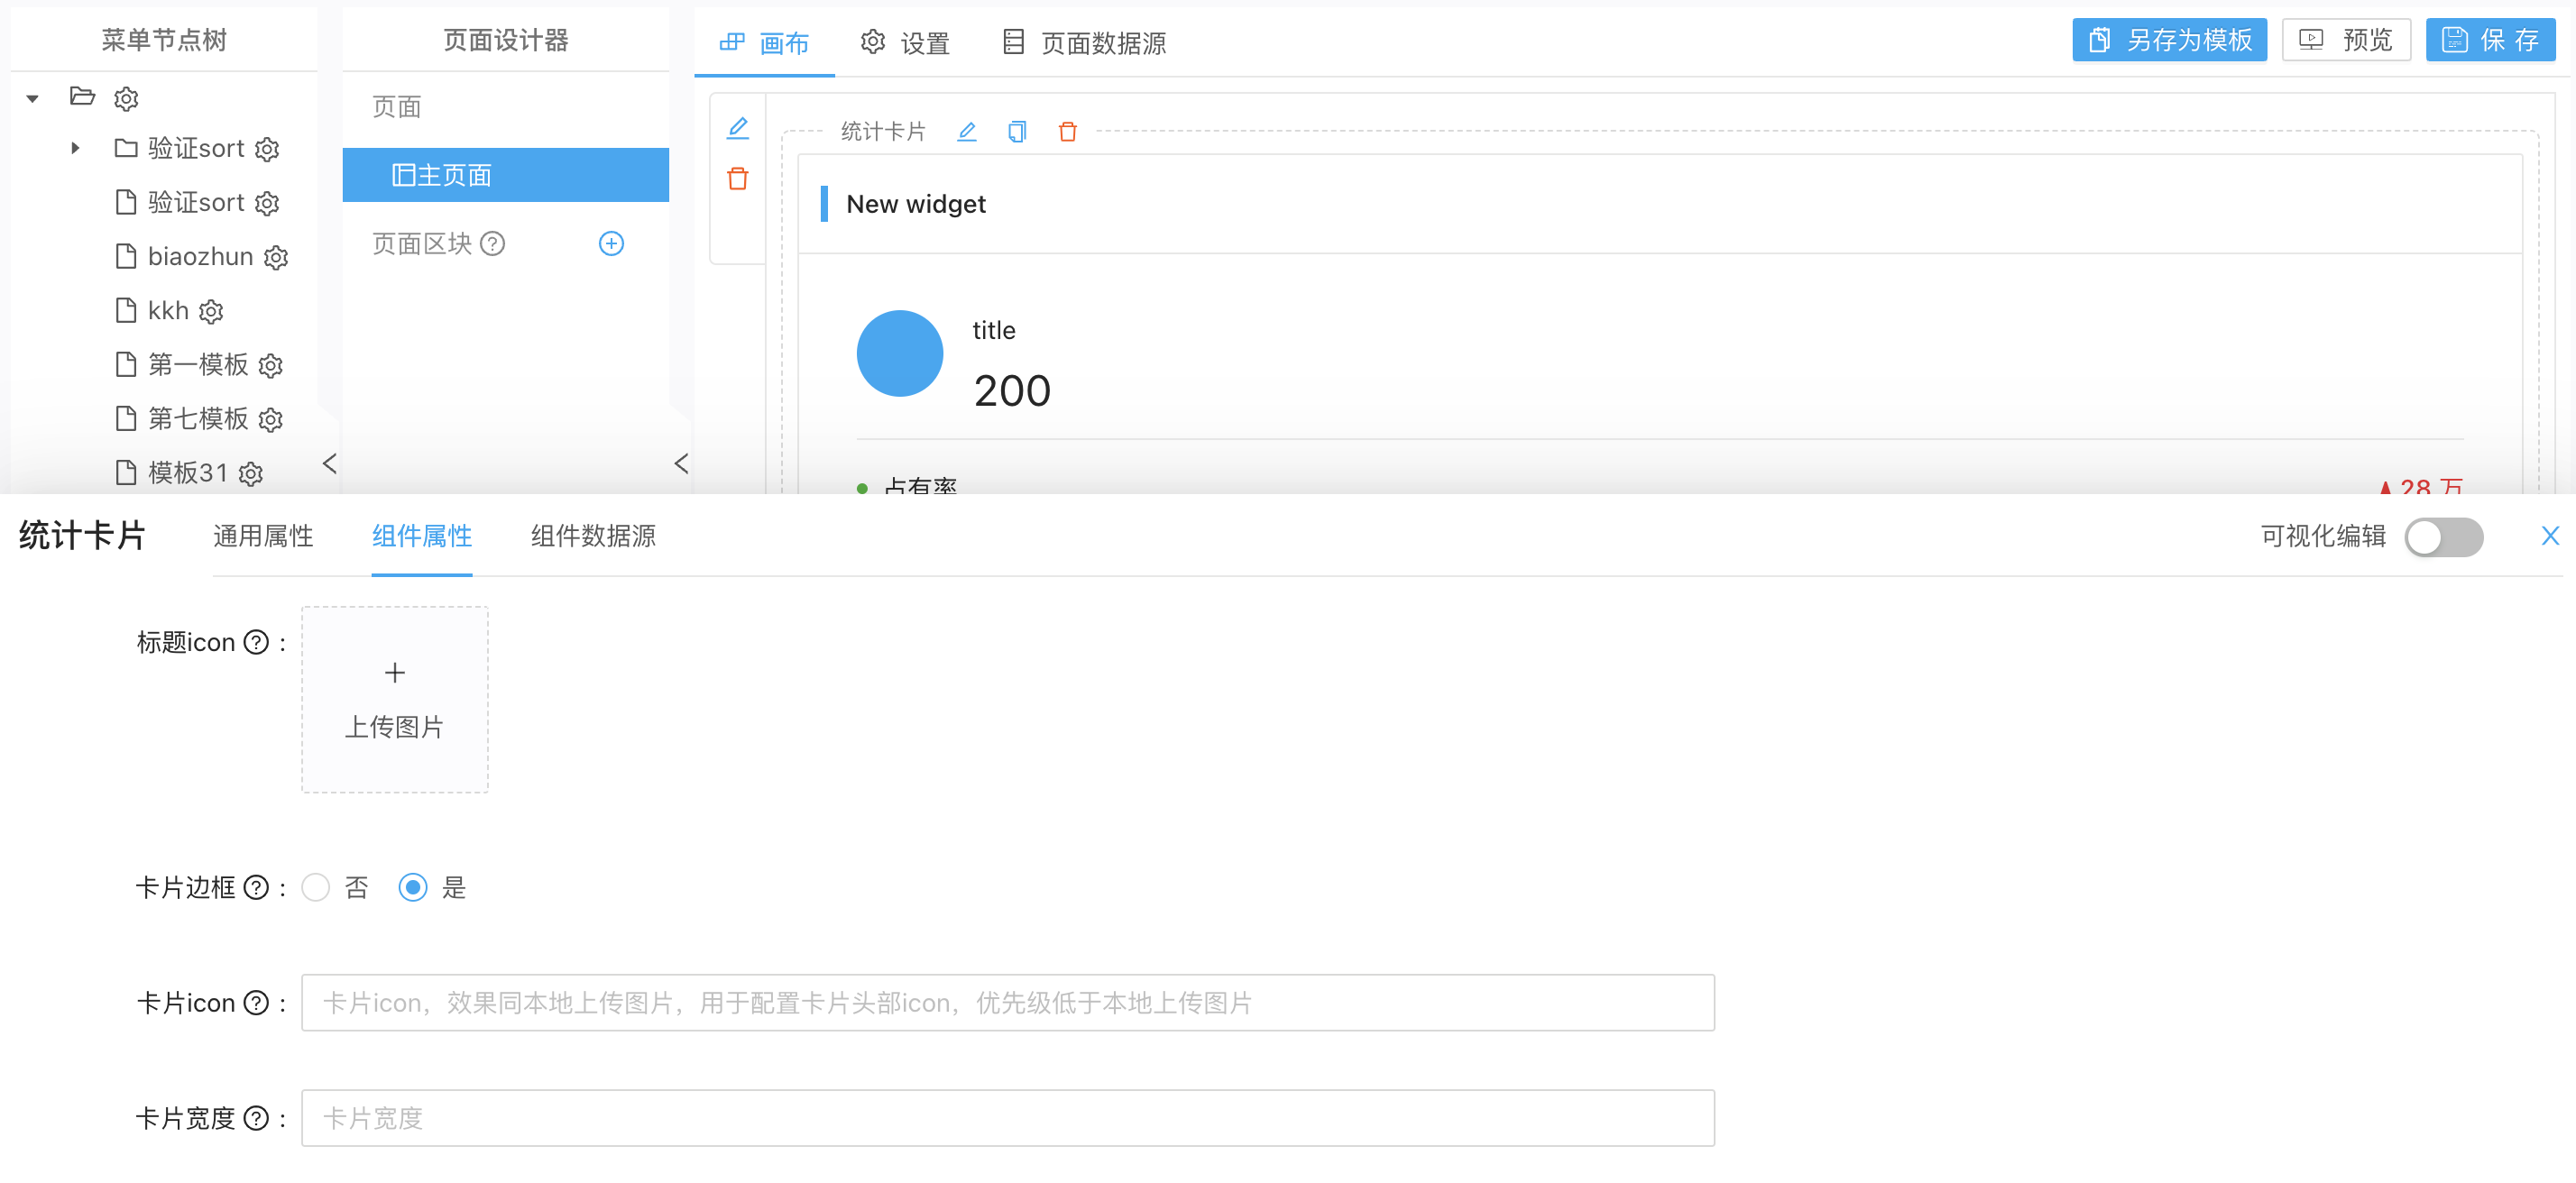 菜单节点树
验证sort
验证sort
biaozhun
kkh
第一模板
第七模板
模板31
页面设计器
页面
主页面
页面区块
画布 设置 页面数据源
另存为模板 预览 保 存
统计卡片
New widget
title
200
占有率 28 万
统计卡片 通用属性 组件属性 组件数据源 可视化编辑
标题icon :
上传图片
卡片边框 : 否 是
卡片icon : 卡片icon，效果同本地上传图片，用于配置卡片头部icon，优先级低于本地上传图片
卡片宽度 : 卡片宽度